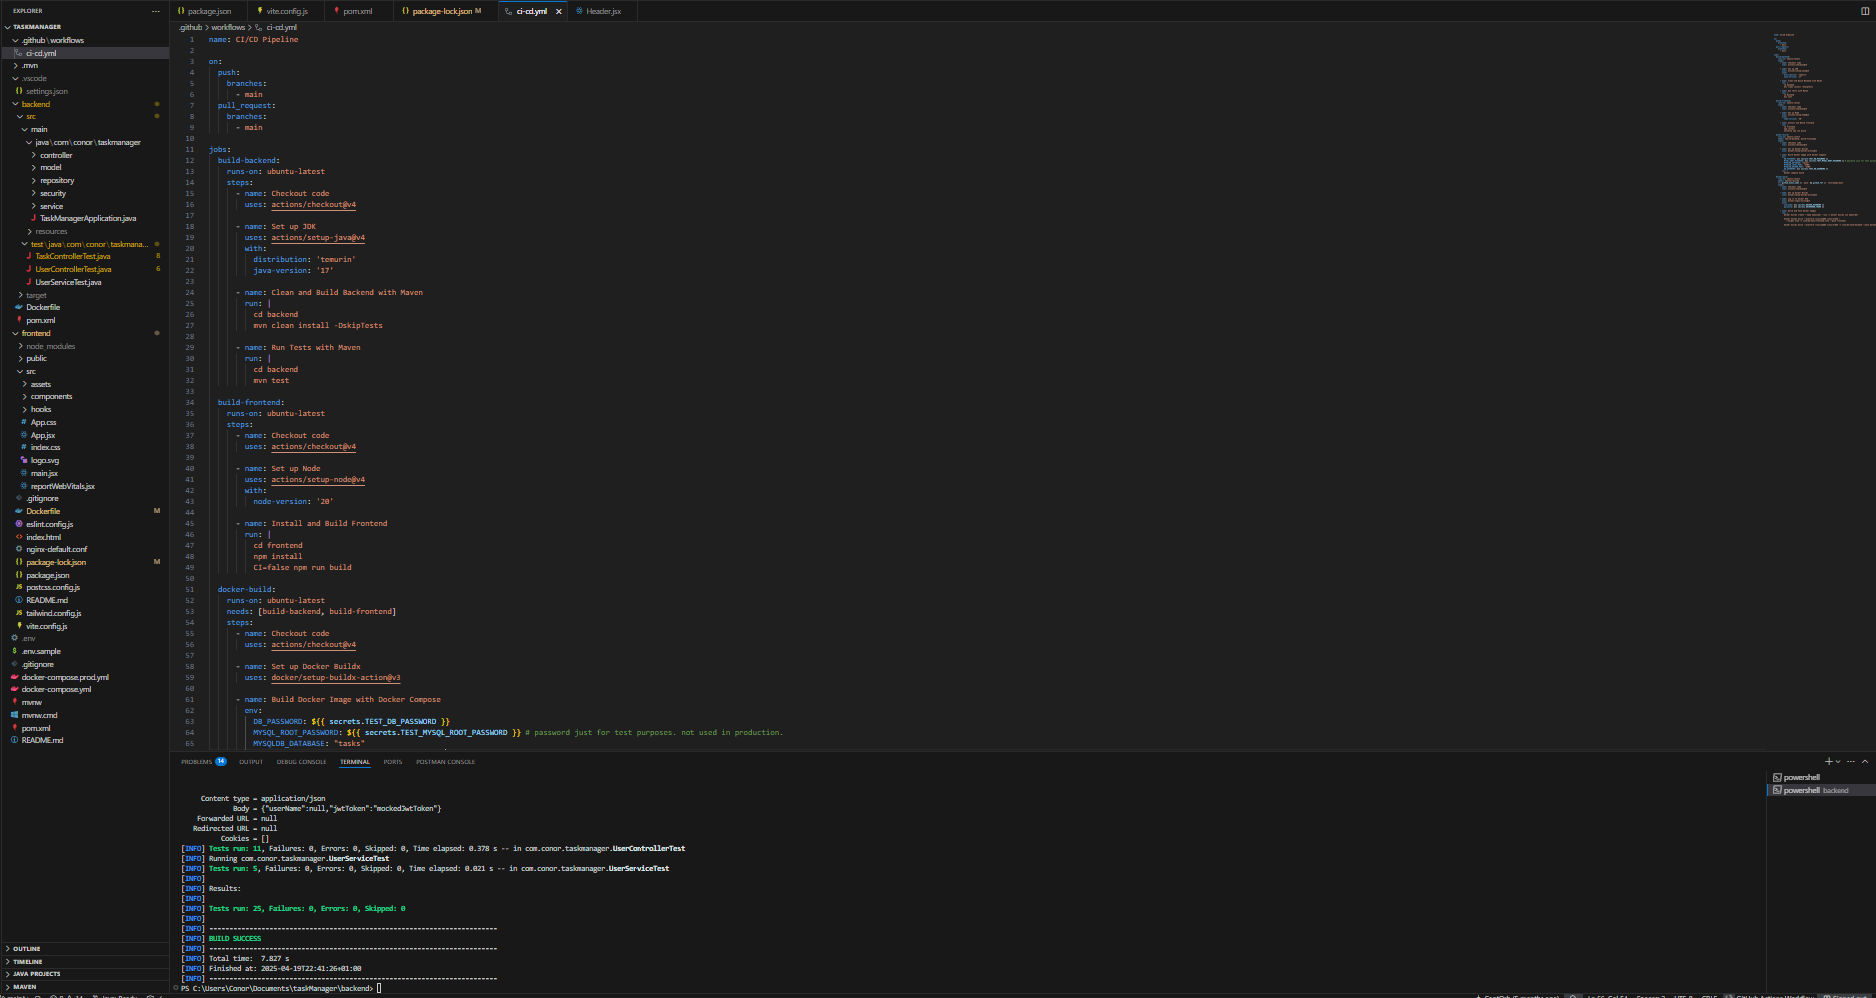 EXPLORER
TASKMANAGER
.github\workflows
ci-cd.yml
.mvn
.vscode
settings.json
backend
src
main
java\com\conor\taskmanager
controller
model
repository
security
service
TaskManagerApplication.java
resources
test\java\com\conor\taskmana...
TaskControllerTest.java 8
UserControllerTest.java 6
UserServiceTest.java
target
Dockerfile
pom.xml
frontend
node_modules
public
src
assets
components
hooks
App.css
App.jsx
index.css
logo.svg
main.jsx
reportWebVitals.jsx
.gitignore
Dockerfile M
eslint.config.js
index.html
nginx-default.conf
package-lock.json M
package.json
postcss.config.js
README.md
tailwind.config.js
vite.config.js
.env
.env.sample
.gitignore
docker-compose.prod.yml
docker-compose.yml
mvnw
mvnw.cmd
pom.xml
README.md
OUTLINE
TIMELINE
JAVA PROJECTS
MAVEN
package.json vite.config.js pom.xml package-lock.json M ci-cd.yml Header.jsx
.github > workflows > ci-cd.yml
1 name: CI/CD Pipeline
2
3 on:
4 push:
5 branches:
6 - main
7 pull_request:
8 branches:
9 - main
10
11 jobs:
12 build-backend:
13 runs-on: ubuntu-latest
14 steps:
15 - name: Checkout code
16 uses: actions/checkout@v4
17
18 - name: Set up JDK
19 uses: actions/setup-java@v4
20 with:
21 distribution: 'temurin'
22 java-version: '17'
23
24 - name: Clean and Build Backend with Maven
25 run: |
26 cd backend
27 mvn clean install -DskipTests
28
29 - name: Run Tests with Maven
30 run: |
31 cd backend
32 mvn test
33
34 build-frontend:
35 runs-on: ubuntu-latest
36 steps:
37 - name: Checkout code
38 uses: actions/checkout@v4
39
40 - name: Set up Node
41 uses: actions/setup-node@v4
42 with:
43 node-version: '20'
44
45 - name: Install and Build Frontend
46 run: |
47 cd frontend
48 npm install
49 CI=false npm run build
50
51 docker-build:
52 runs-on: ubuntu-latest
53 needs: [build-backend, build-frontend]
54 steps:
55 - name: Checkout code
56 uses: actions/checkout@v4
57
58 - name: Set up Docker Buildx
59 uses: docker/setup-buildx-action@v3
60
61 - name: Build Docker Image with Docker Compose
62 env:
63 DB_PASSWORD: ${{ secrets.TEST_DB_PASSWORD }}
64 MYSQL_ROOT_PASSWORD: ${{ secrets.TEST_MYSQL_ROOT_PASSWORD }} # password just for test purposes. not used in production.
65 MYSQLDB_DATABASE: "tasks"
PROBLEMS 14 OUTPUT DEBUG CONSOLE TERMINAL PORTS POSTMAN CONSOLE
powershell
powershell backend
Content type = application/json
Body = {"userName":null,"jwtToken":"mockedJwtToken"}
Forwarded URL = null
Redirected URL = null
Cookies = []
[INFO] Tests run: 11, Failures: 0, Errors: 0, Skipped: 0, Time elapsed: 0.378 s -- in com.conor.taskmanager.UserControllerTest
[INFO] Running com.conor.taskmanager.UserServiceTest
[INFO] Tests run: 5, Failures: 0, Errors: 0, Skipped: 0, Time elapsed: 0.021 s -- in com.conor.taskmanager.UserServiceTest
[INFO]
[INFO] Results:
[INFO]
[INFO] Tests run: 25, Failures: 0, Errors: 0, Skipped: 0
[INFO]
[INFO] ------------------------------------------------------------------------
[INFO] BUILD SUCCESS
[INFO] ------------------------------------------------------------------------
[INFO] Total time:  7.827 s
[INFO] Finished at: 2025-04-19T22:41:26+01:00
[INFO] ------------------------------------------------------------------------
PS C:\Users\Conor\Documents\taskManager\backend>